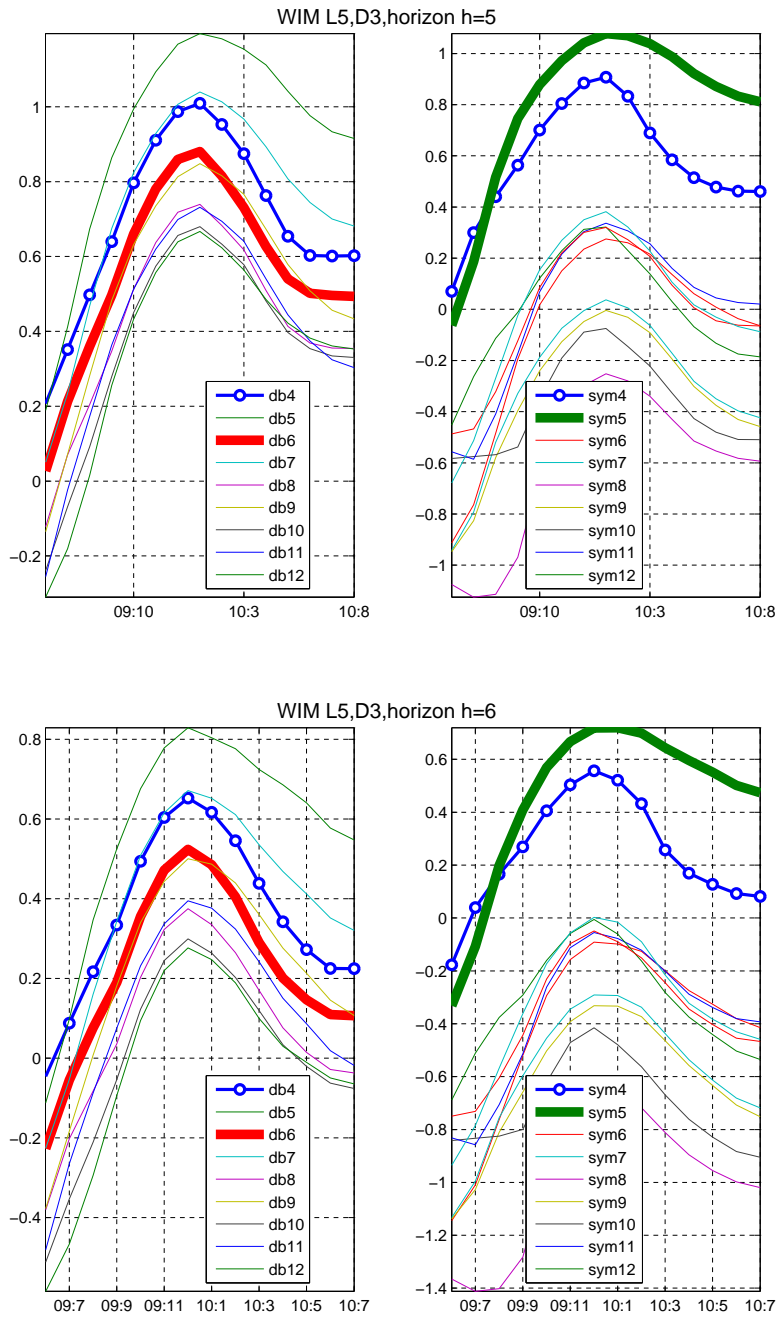 WIM L5,D3,horizon h=5
1
0.8
0.6
0.4
0.2
0
−0.2
09:10
10:3
10:8
db4
db5
db6
db7
db8
db9
db10
db11
db12
1
0.8
0.6
0.4
0.2
0
−0.2
−0.4
−0.6
−0.8
−1
09:10
10:3
10:8
sym4
sym5
sym6
sym7
sym8
sym9
sym10
sym11
sym12
WIM L5,D3,horizon h=6
0.8
0.6
0.4
0.2
0
−0.2
−0.4
09:7
09:9
09:11
10:1
10:3
10:5
10:7
db4
db5
db6
db7
db8
db9
db10
db11
db12
0.6
0.4
0.2
0
−0.2
−0.4
−0.6
−0.8
−1
−1.2
−1.4
09:7
09:9
09:11
10:1
10:3
10:5
10:7
sym4
sym5
sym6
sym7
sym8
sym9
sym10
sym11
sym12